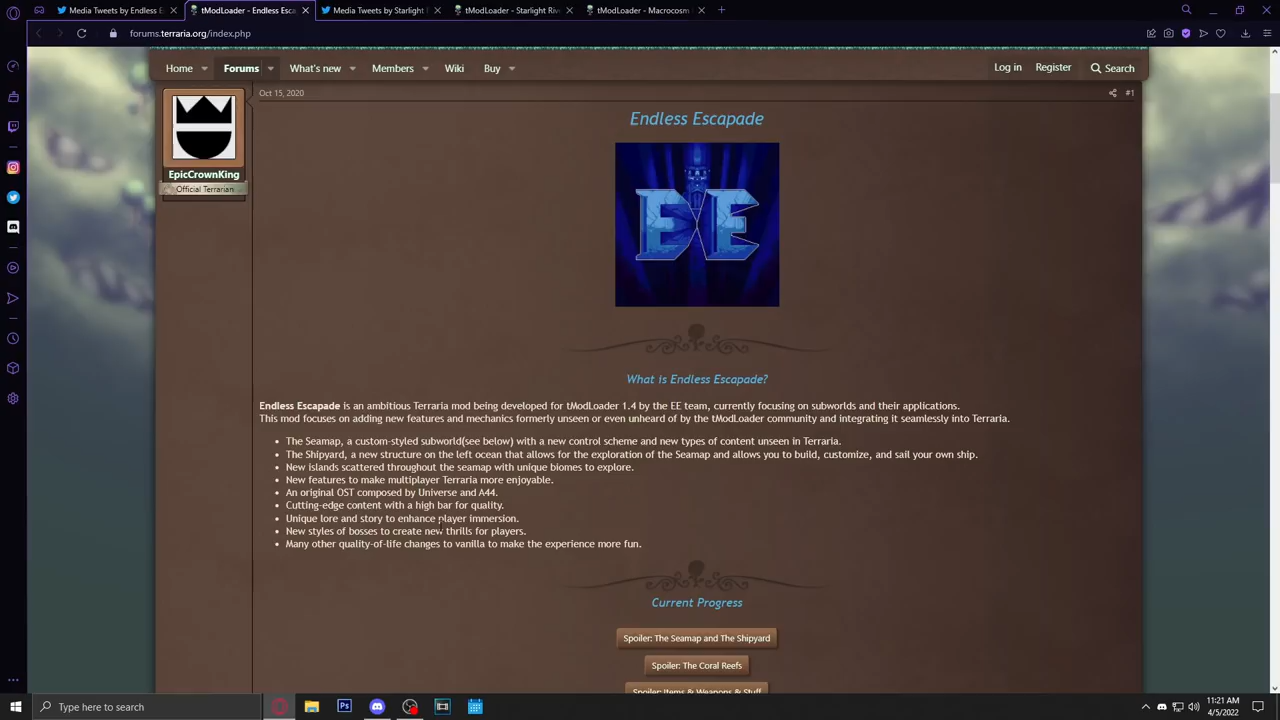 Media Tweets by Endless E
tModLoader - Endless Esca
Media Tweets by Starlight
tModLoader - Starlight Riv
tModLoader - Macrocosm
forums.terraria.org/index.php
Home
Forums
What's new
Members
Wiki
Buy
Log in
Register
Search
Oct 15, 2020
#1
EpicCrownKing
Official Terrarian
Endless Escapade
EE
What is Endless Escapade?
Endless Escapade is an ambitious Terraria mod being developed for tModLoader 1.4 by the EE team, currently focusing on subworlds and their applications.
This mod focuses on adding new features and mechanics formerly unseen or even unheard of by the tModLoader community and integrating it seamlessly into Terraria.
The Seamap, a custom-styled subworld(see below) with a new control scheme and new types of content unseen in Terraria.
The Shipyard, a new structure on the left ocean that allows for the exploration of the Seamap and allows you to build, customize, and sail your own ship.
New islands scattered throughout the seamap with unique biomes to explore.
New features to make multiplayer Terraria more enjoyable.
An original OST composed by Universe and A44.
Cutting-edge content with a high bar for quality.
Unique lore and story to enhance player immersion.
New styles of bosses to create new thrills for players.
Many other quality-of-life changes to vanilla to make the experience more fun.
Current Progress
Spoiler: The Seamap and The Shipyard
Spoiler: The Coral Reefs
Spoiler: Items & Weapons & Stuff
Type here to search
Ps
11:21 AM
4/5/2022